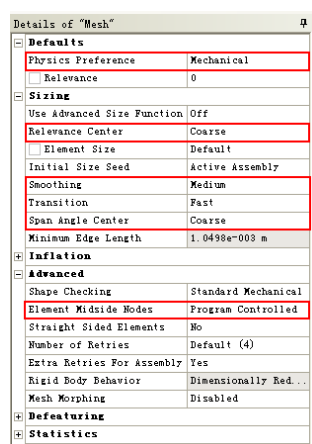 Details of "Mesh"
Defaults
Physics Preference Mechanical
Relevance 0
Sizing
Use Advanced Size Function Off
Relevance Center Coarse
Element Size Default
Initial Size Seed Active Assembly
Smoothing Medium
Transition Fast
Span Angle Center Coarse
Minimum Edge Length 1.0498e-003 m
Inflation
Advanced
Shape Checking Standard Mechanical
Element Midside Nodes Program Controlled
Straight Sided Elements No
Number of Retries Default (4)
Extra Retries For Assembly Yes
Rigid Body Behavior Dimensionally Red...
Mesh Morphing Disabled
Defeaturing
Statistics